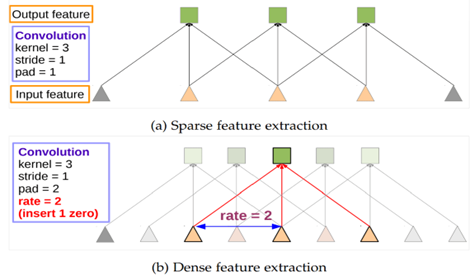 Output feature
Convolution
kernel = 3
stride = 1
pad = 1
Input feature
(a) Sparse feature extraction
Convolution
kernel = 3
stride = 1
pad = 2
rate = 2
(insert 1 zero)
rate = 2
(b) Dense feature extraction